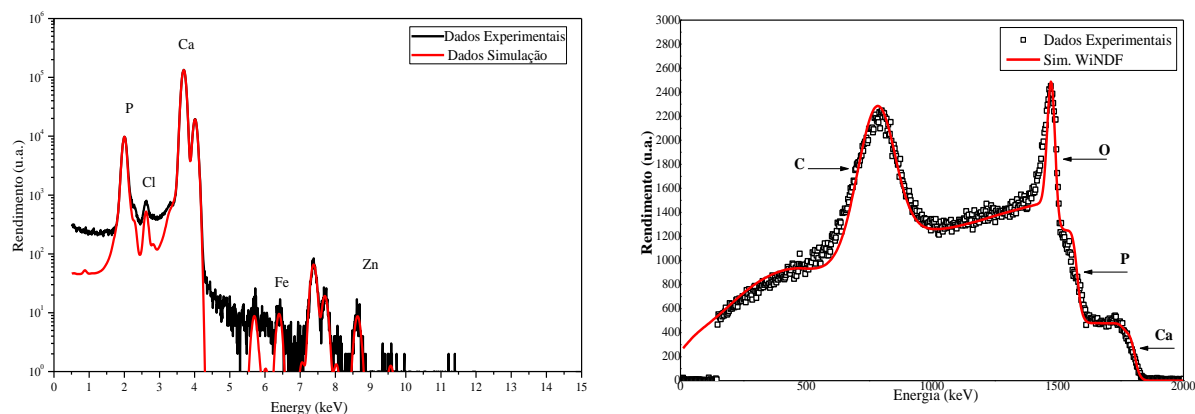 Dados Experimentais
Dados Simulação
P
Cl
Ca
Fe
Zn
Rendimento (u.a.)
10^6
10^5
10^4
10^3
10^2
10^1
10^0
0 1 2 3 4 5 6 7 8 9 10 11 12 13 14 15
Energy (keV)
Dados Experimentais
Sim. WiNDF
C
O
P
Ca
Rendimento (u.a.)
3000
2800
2600
2400
2200
2000
1800
1600
1400
1200
1000
800
600
400
200
0
0 500 1000 1500 2000
Energia (keV)